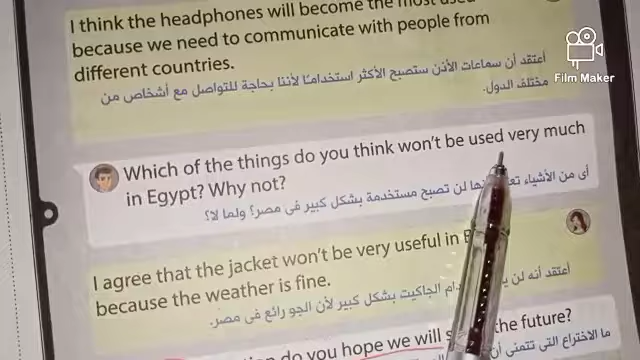 I think the headphones will become the most used
because we need to communicate with people from
different countries.
أعتقد أن سماعات الأذن ستصبح الأكثر استخدامًا لأننا بحاجة للتواصل مع أشخاص من
مختلف الدول.
Film Maker
Which of the things do you think won't be used very much
in Egypt? Why not?
أى من الأشياء لن تصبح مستخدمة بشكل كبير فى مصر؟ ولما لا؟
I agree that the jacket won't be very useful in
because the weather is fine.
أعتقد أنه لن الجاكيت بشكل كبير لأن الجو رائع فى مصر.
do you hope we will the future?
ما الاختراع التى تتمنى أن